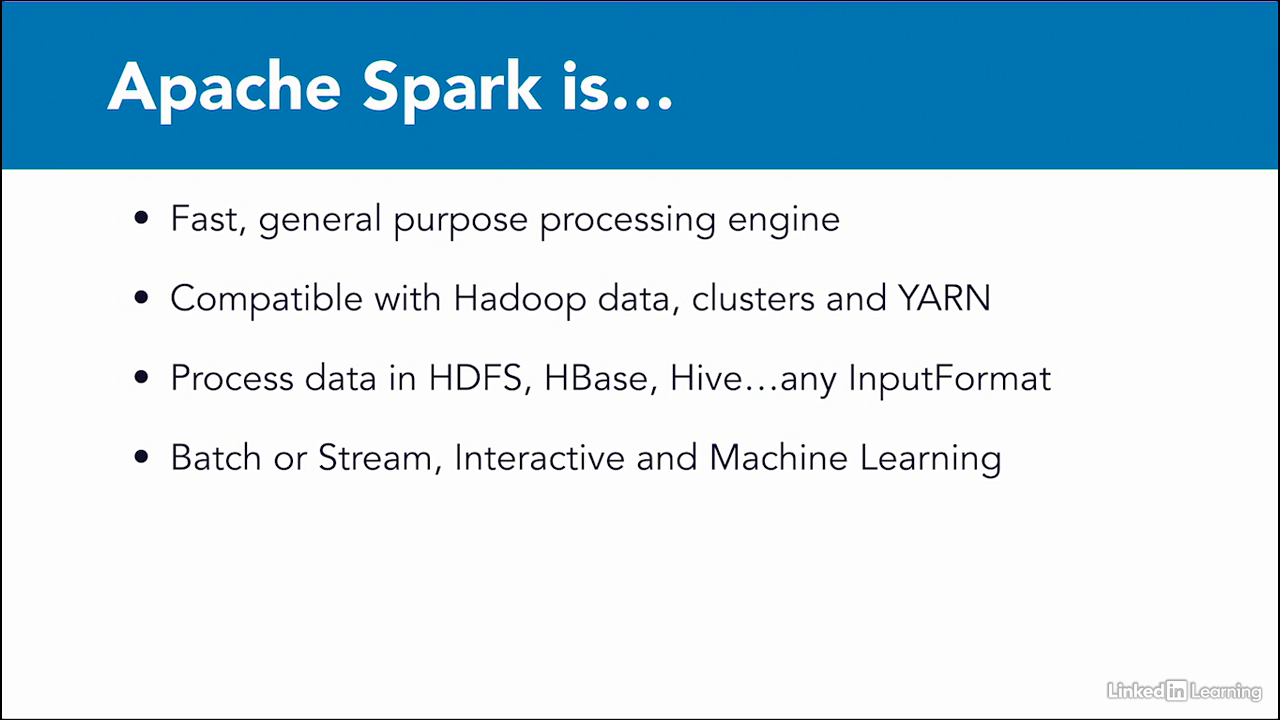 Apache Spark is...
• Fast, general purpose processing engine
• Compatible with Hadoop data, clusters and YARN
• Process data in HDFS, HBase, Hive...any InputFormat
• Batch or Stream, Interactive and Machine Learning
Linked in Learning